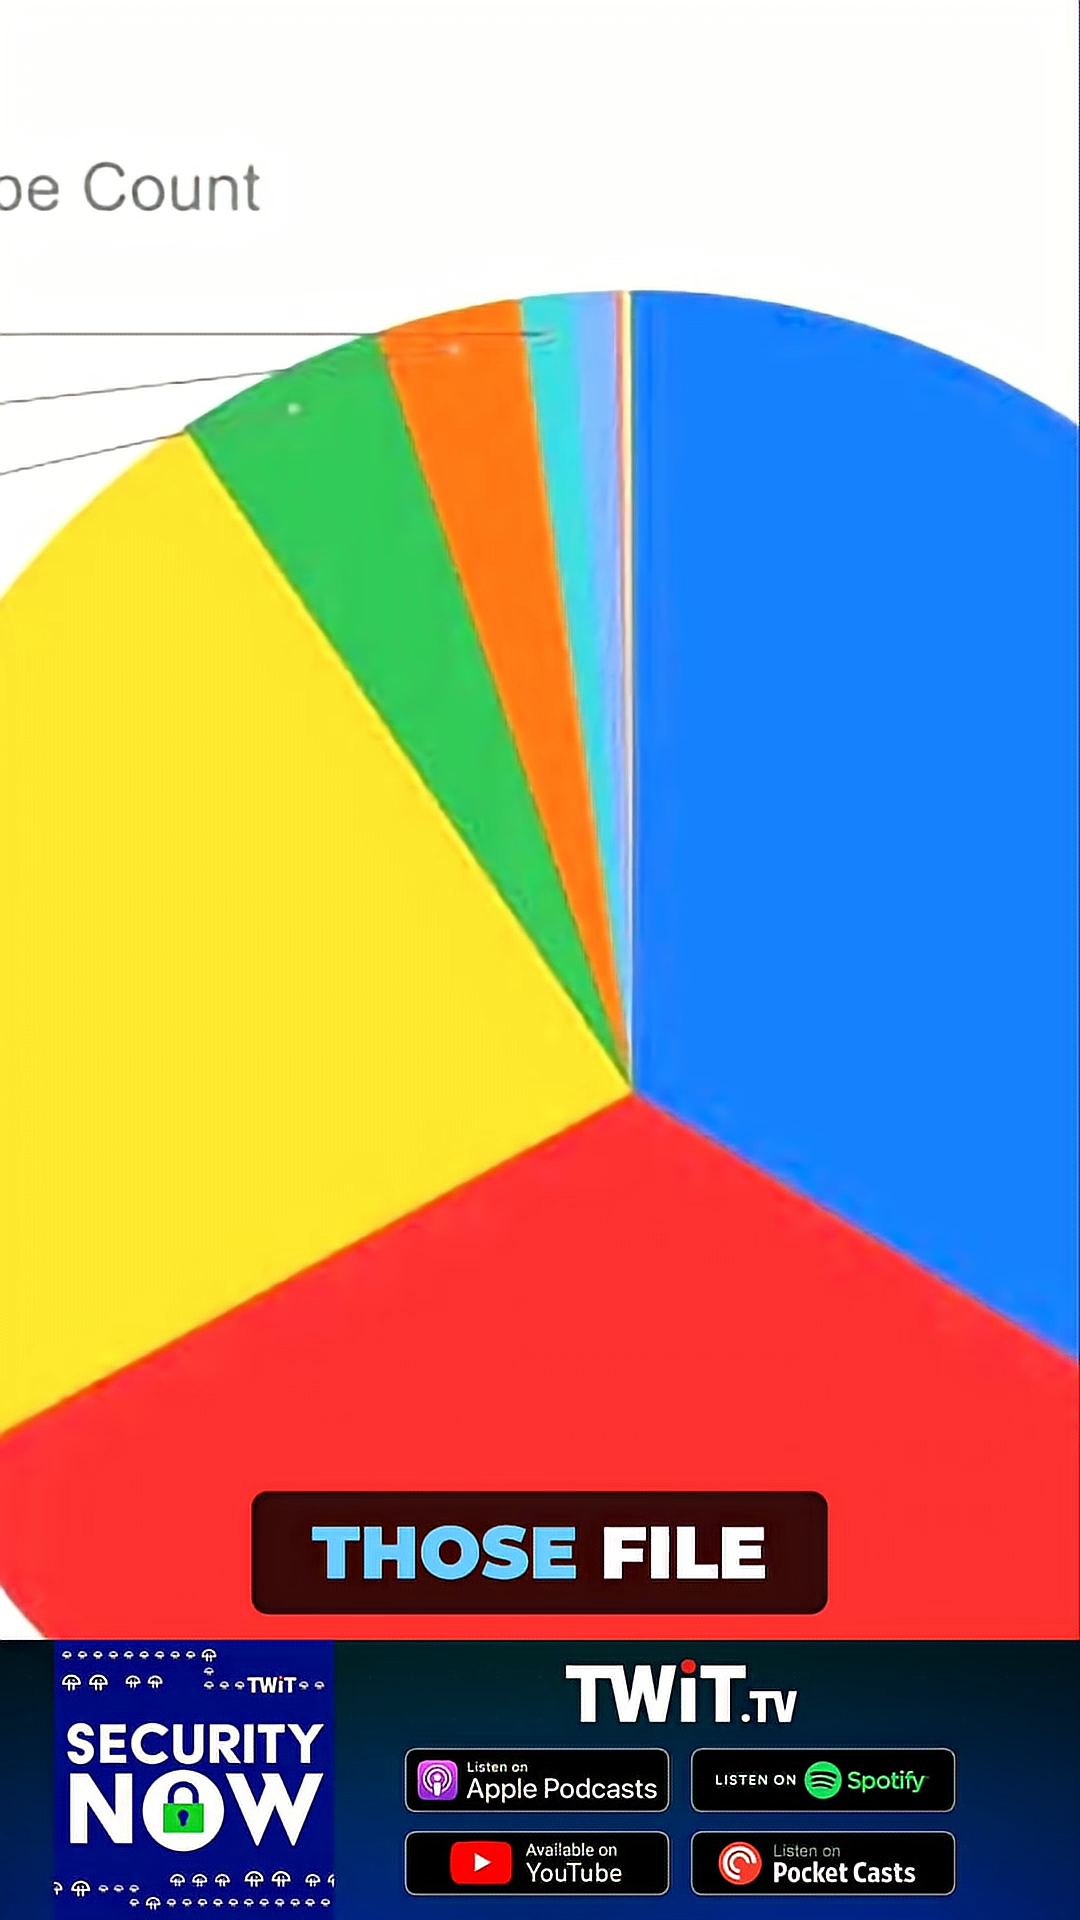 pe Count
THOSE FILE
TWiT
SECURITY
NOW
TWiT.TV
Listen on
Apple Podcasts
LISTEN ON Spotify
Available on
YouTube
Listen on
Pocket Casts